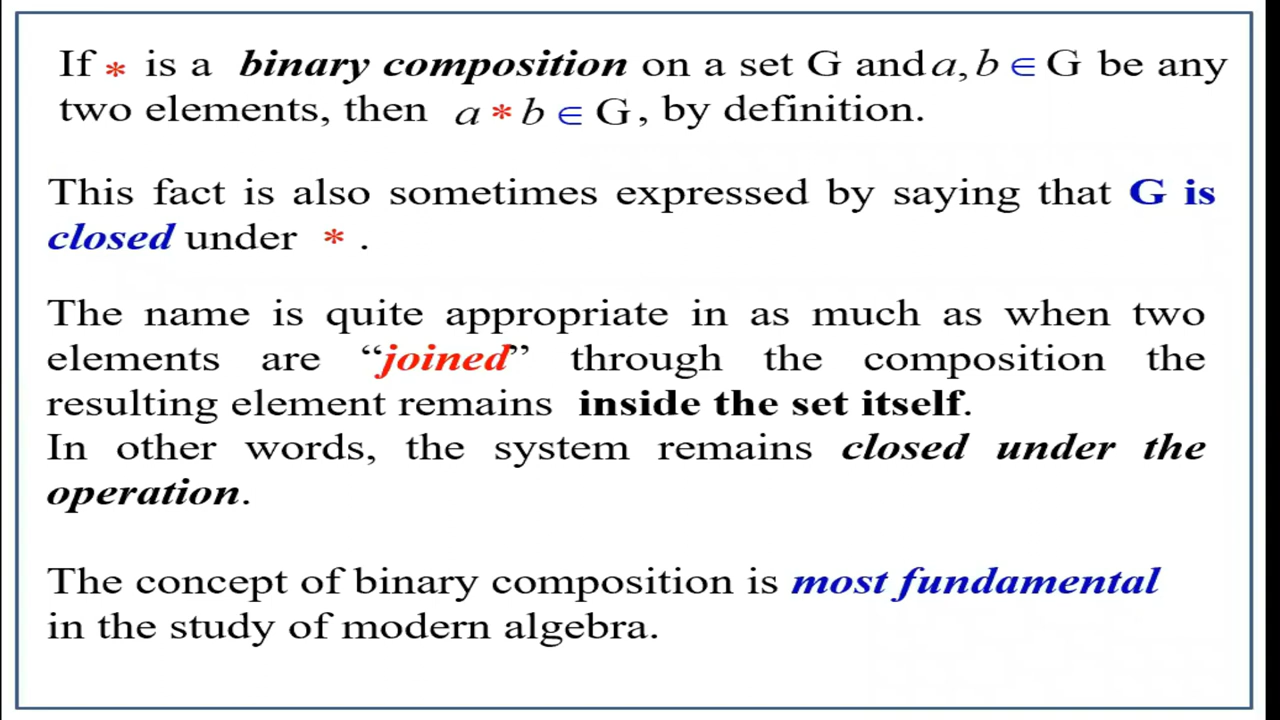 If * is a binary composition on a set G and a, b ∈ G be any
two elements, then a * b ∈ G, by definition.
This fact is also sometimes expressed by saying that G is
closed under * .
The name is quite appropriate in as much as when two
elements are “joined” through the composition the
resulting element remains inside the set itself.
In other words, the system remains closed under the
operation.
The concept of binary composition is most fundamental
in the study of modern algebra.